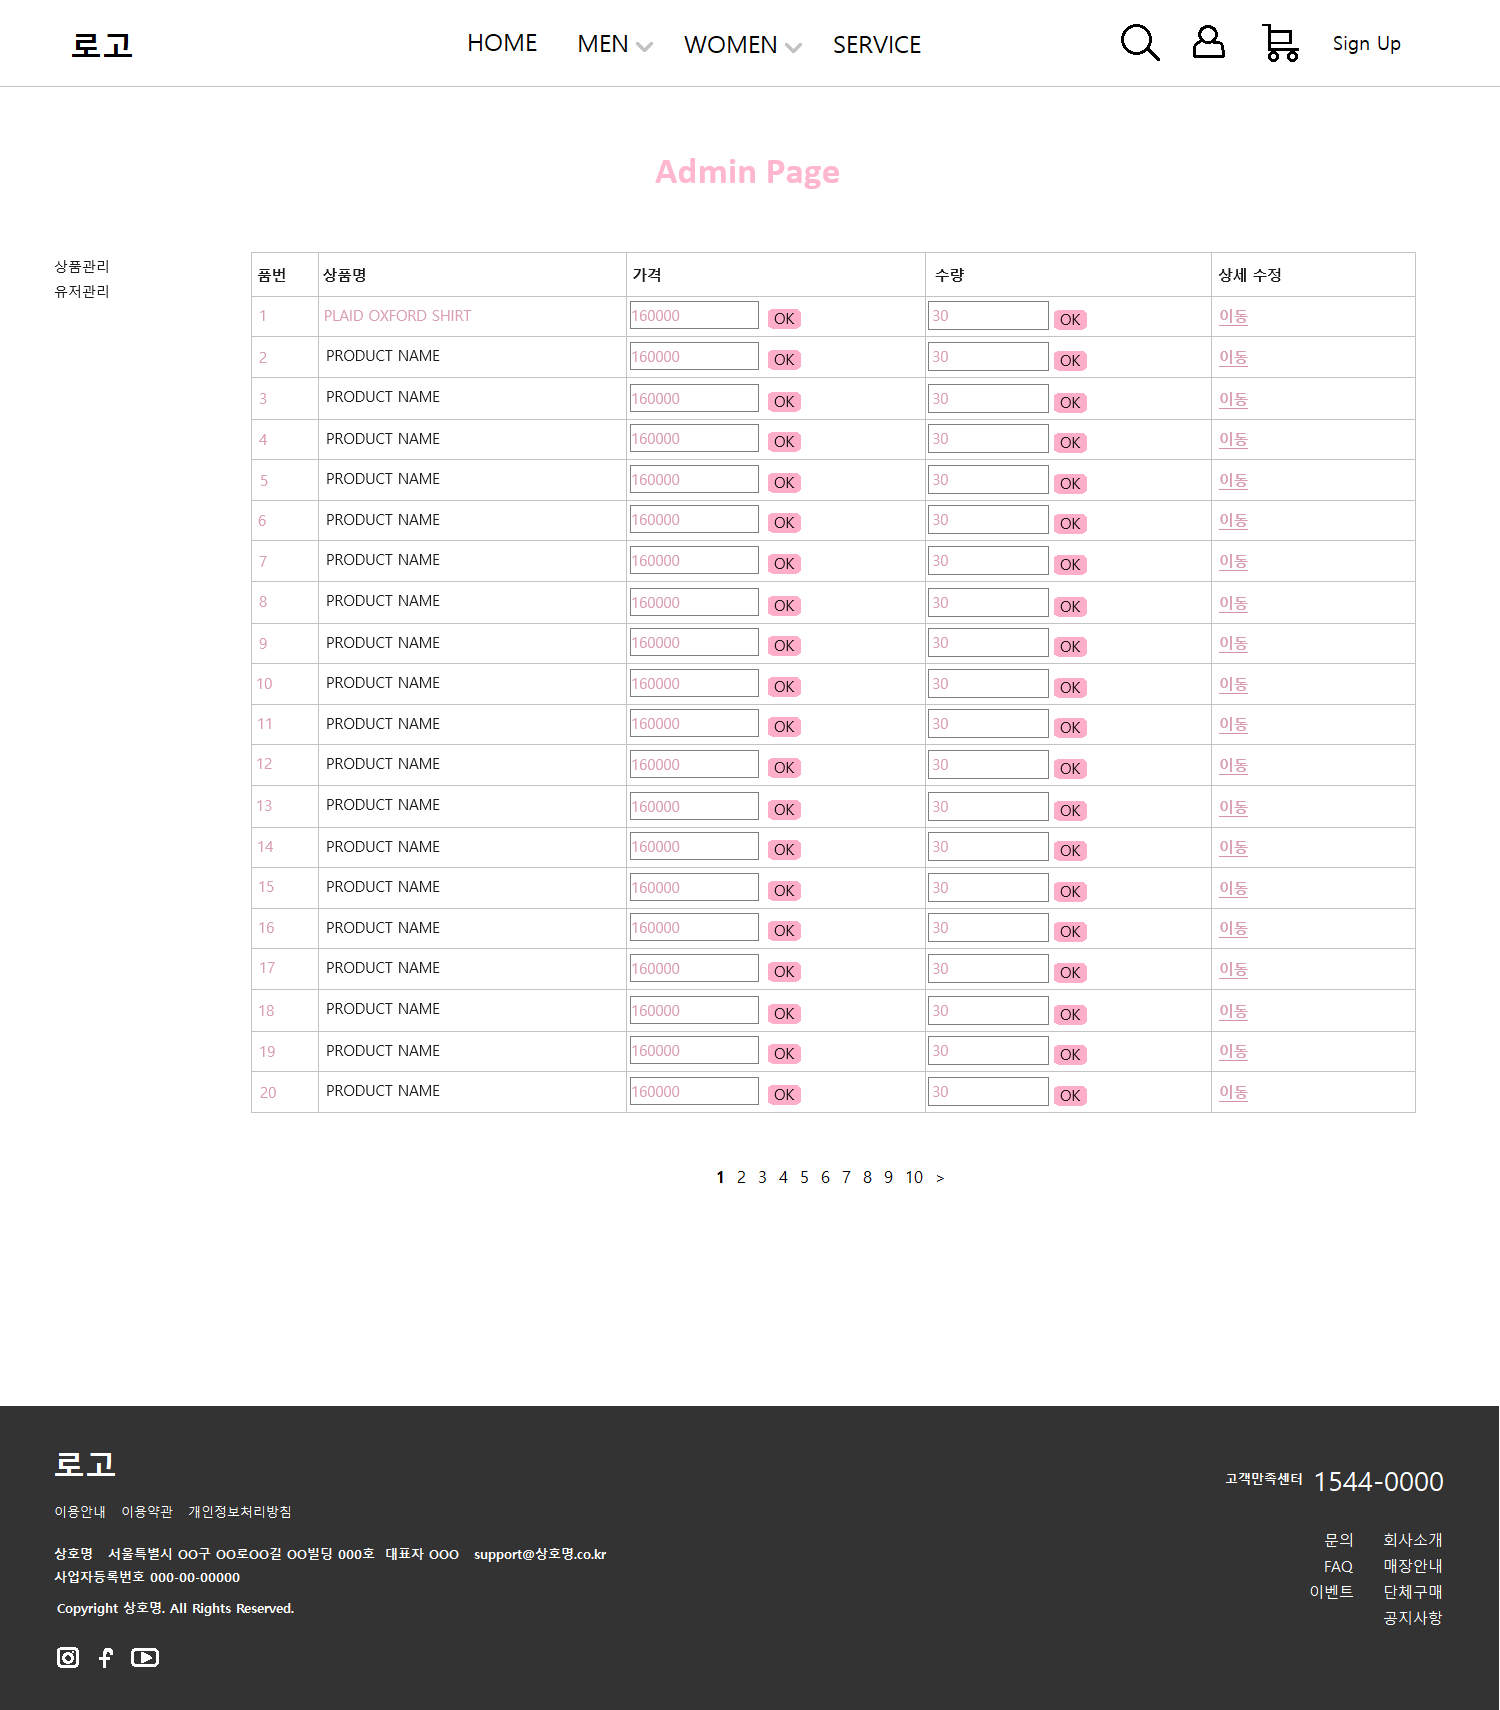 로고 HOME MEN WOMEN SERVICE Sign Up
Admin Page
상품관리
유저관리
품번 상품명 가격 수량 상세 수정
1 PLAID OXFORD SHIRT 160000 OK 30 OK 이동
2 PRODUCT NAME 160000 OK 30 OK 이동
3 PRODUCT NAME 160000 OK 30 OK 이동
4 PRODUCT NAME 160000 OK 30 OK 이동
5 PRODUCT NAME 160000 OK 30 OK 이동
6 PRODUCT NAME 160000 OK 30 OK 이동
7 PRODUCT NAME 160000 OK 30 OK 이동
8 PRODUCT NAME 160000 OK 30 OK 이동
9 PRODUCT NAME 160000 OK 30 OK 이동
10 PRODUCT NAME 160000 OK 30 OK 이동
11 PRODUCT NAME 160000 OK 30 OK 이동
12 PRODUCT NAME 160000 OK 30 OK 이동
13 PRODUCT NAME 160000 OK 30 OK 이동
14 PRODUCT NAME 160000 OK 30 OK 이동
15 PRODUCT NAME 160000 OK 30 OK 이동
16 PRODUCT NAME 160000 OK 30 OK 이동
17 PRODUCT NAME 160000 OK 30 OK 이동
18 PRODUCT NAME 160000 OK 30 OK 이동
19 PRODUCT NAME 160000 OK 30 OK 이동
20 PRODUCT NAME 160000 OK 30 OK 이동
1 2 3 4 5 6 7 8 9 10 >
로고
이용안내 이용약관 개인정보처리방침
상호명 서울특별시 OO구 OO로OO길 OO빌딩 000호 대표자 OOO support@상호명.co.kr
사업자등록번호 000-00-00000
Copyright 상호명. All Rights Reserved.
고객만족센터 1544-0000
문의 회사소개
FAQ 매장안내
이벤트 단체구매
공지사항